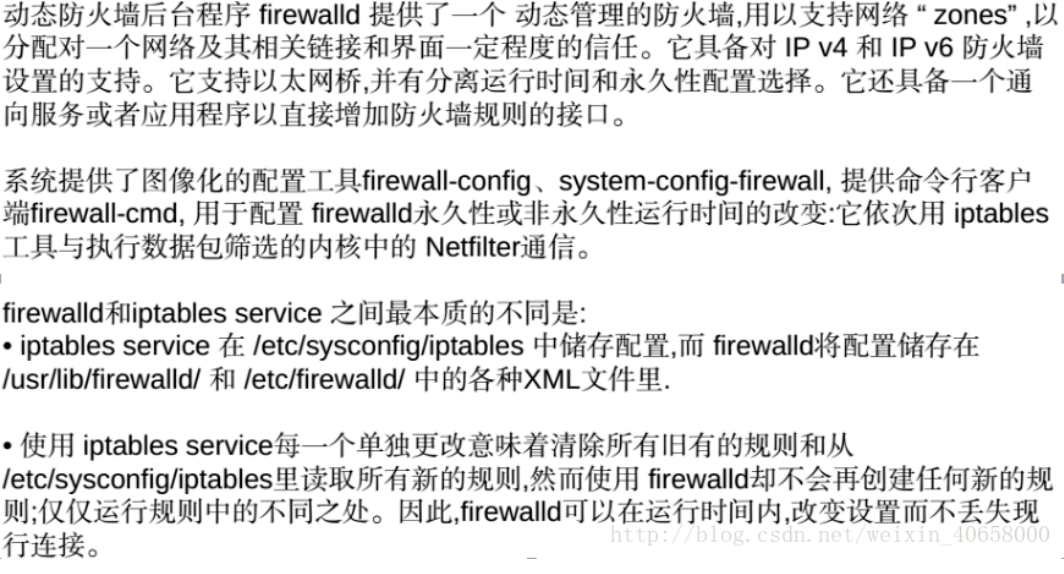 动态防火墙后台程序 firewalld 提供了一个 动态管理的防火墙,用以支持网络 “ zones” ,以
分配对一个网络及其相关链接和界面一定程度的信任。它具备对 IP v4 和 IP v6 防火墙
设置的支持。它支持以太网桥,并有分离运行时间和永久性配置选择。它还具备一个通
向服务或者应用程序以直接增加防火墙规则的接口。
系统提供了图像化的配置工具firewall-config、system-config-firewall, 提供命令行客户
端firewall-cmd, 用于配置 firewalld永久性或非永久性运行时间的改变:它依次用 iptables
工具与执行数据包筛选的内核中的 Netfilter通信。
firewalld和iptables service 之间最本质的不同是:
• iptables service 在 /etc/sysconfig/iptables 中储存配置,而 firewalld将配置储存在
/usr/lib/firewalld/ 和 /etc/firewalld/ 中的各种XML文件里.
• 使用 iptables service每一个单独更改意味着清除所有旧有的规则和从
/etc/sysconfig/iptables里读取所有新的规则,然而使用 firewalld却不会再创建任何新的规
则;仅仅运行规则中的不同之处。因此,firewalld可以在运行时间内,改变设置而不丢失现
行连接。
http://blog.csdn.net/weixin_40658000